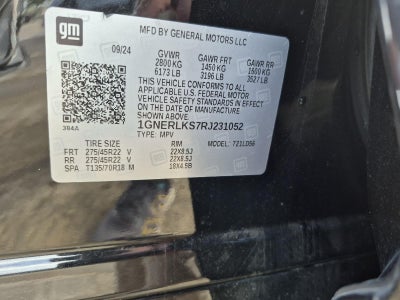 gm
MFD BY GENERAL MOTORS LLC
09/24
GVWR GAWR FRT GAWR RR
2800 KG 1450 KG 1600 KG
6173 LB 3196 LB 3527 LB
THIS VEHICLE CONFORMS TO ALL
APPLICABLE U.S. FEDERAL MOTOR
VEHICLE SAFETY STANDARDS IN EFFECT
ON THE DATE OF MANUFACTURE
SHOWN ABOVE
384A
1GNERLKS7RJ231052
TYPE: MPV
TIRE SIZE RIM MODEL: 721LD56
FRT 275/45R22 V 22X8.5J
RR 275/45R22 V 22X8.5J
SPA T135/70R18 M 18X4.5B